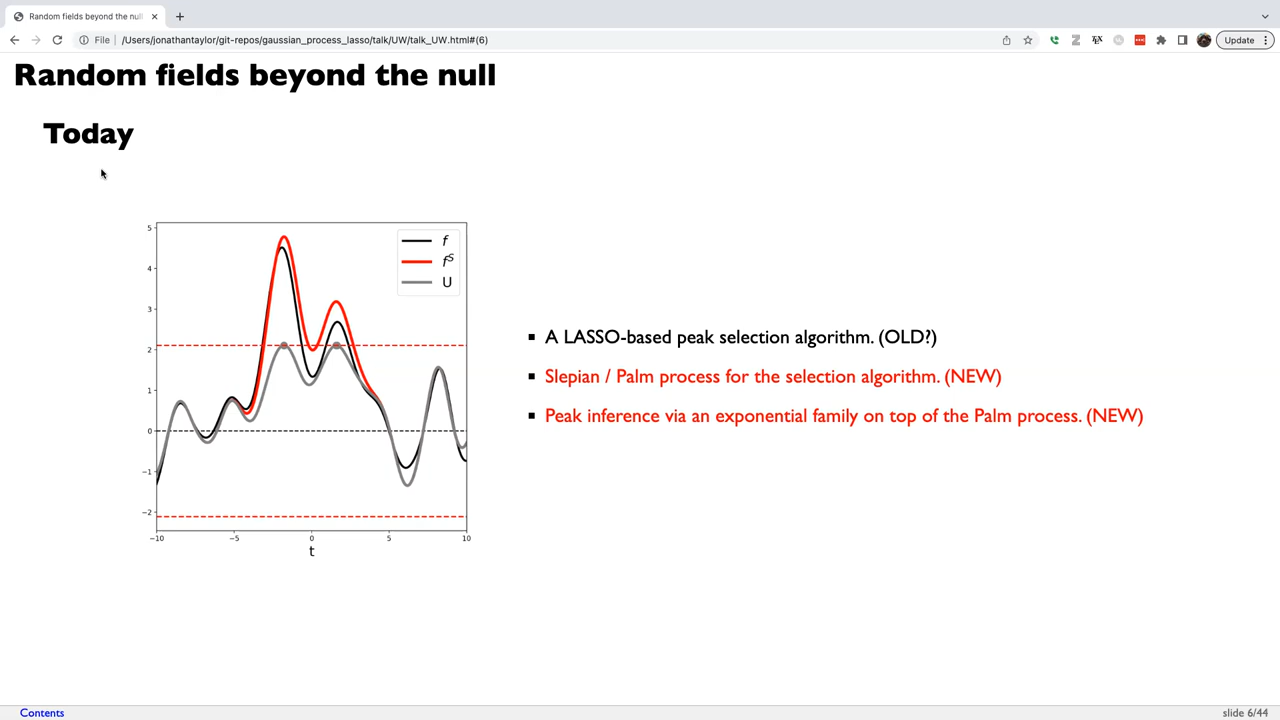 Random fields beyond the null
File
/Users/jonathantaylor/git-repos/gaussian_process_lasso/talk/UW/talk_UW.html#(6)
Update
Random fields beyond the null
Today
5
4
3
2
1
0
−1
−2
−10
−5
0
5
10
t
f
f^S
U
▪ A LASSO-based peak selection algorithm. (OLD?)
▪ Slepian / Palm process for the selection algorithm. (NEW)
▪ Peak inference via an exponential family on top of the Palm process. (NEW)
Contents
slide 6/44